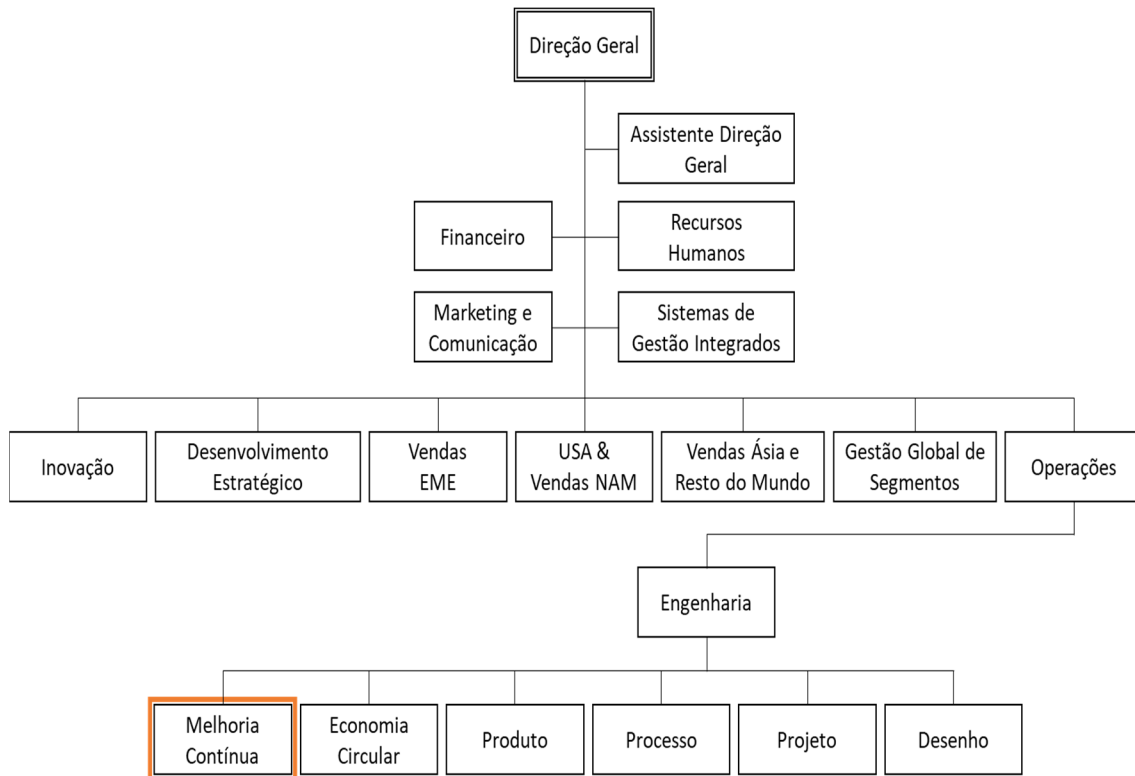 Direção Geral
Assistente Direção
Geral
Financeiro
Recursos
Humanos
Marketing e
Comunicação
Sistemas de
Gestão Integrados
Inovação
Desenvolvimento
Estratégico
Vendas
EME
USA &
Vendas NAM
Vendas Ásia e
Resto do Mundo
Gestão Global de
Segmentos
Operações
Engenharia
Melhoria
Contínua
Economia
Circular
Produto
Processo
Projeto
Desenho